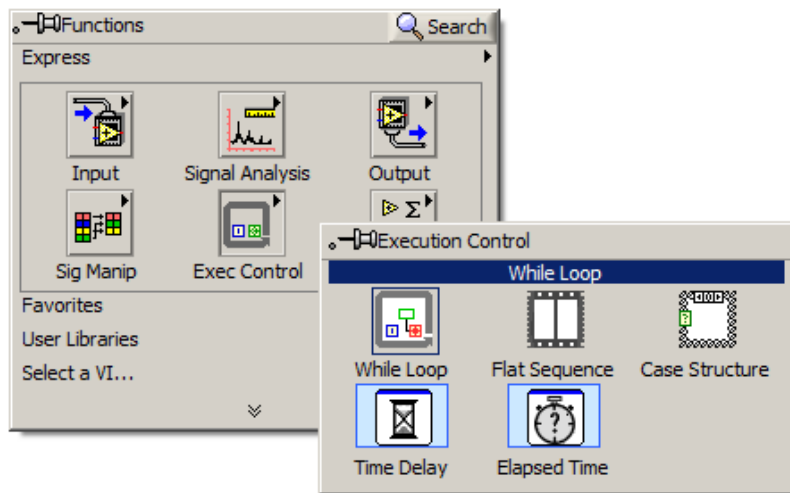 Functions
Search
Express
Input
Signal Analysis
Output
Sig Manip
Exec Control
Favorites
User Libraries
Select a VI...
Execution Control
While Loop
While Loop
Flat Sequence
Case Structure
Time Delay
Elapsed Time